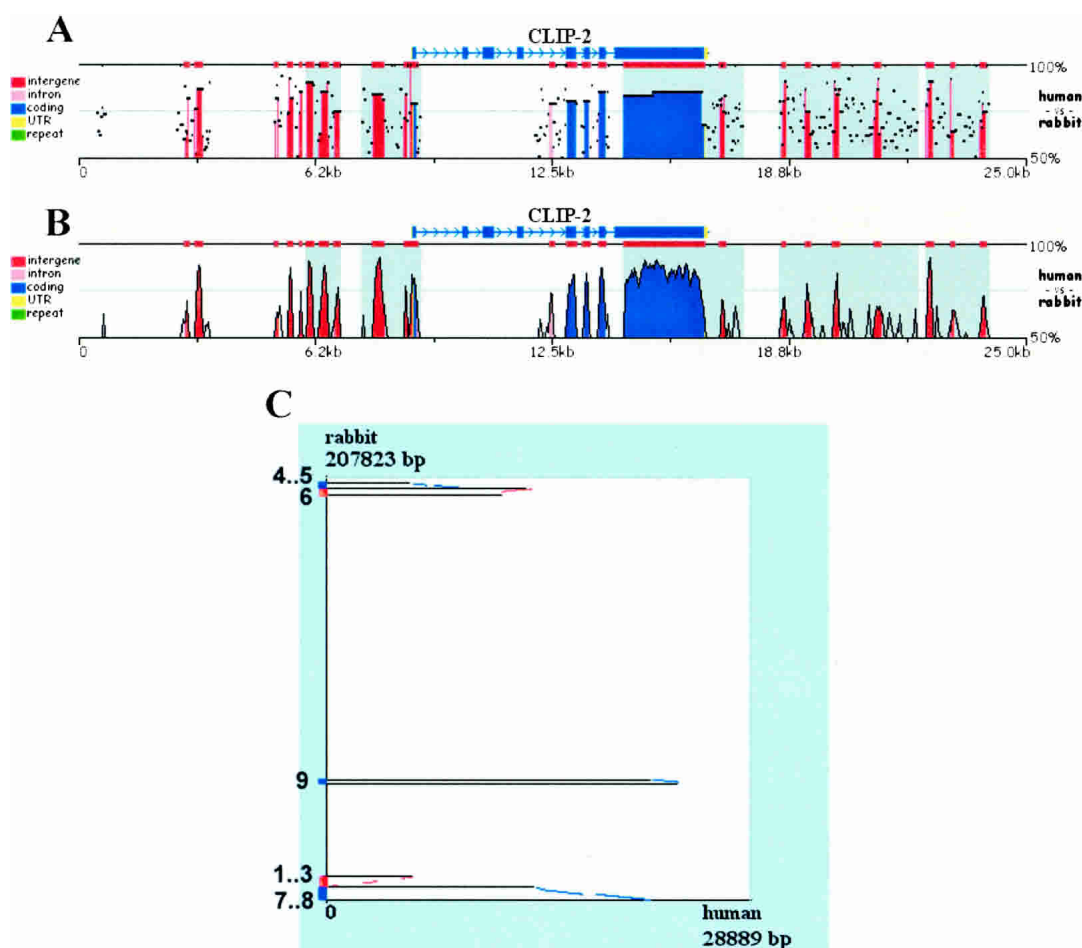 A
CLIP-2
100%
intergene
intron
coding
UTR
repeat
human
- vs -
rabbit
50%
0 6.2kb 12.5kb 18.8kb 25.0kb
B
CLIP-2
100%
intergene
intron
coding
UTR
repeat
human
- vs -
rabbit
50%
0 6.2kb 12.5kb 18.8kb 25.0kb
C
rabbit
207823 bp
4..5
6
9
1..3
7..8
0
human
28889 bp